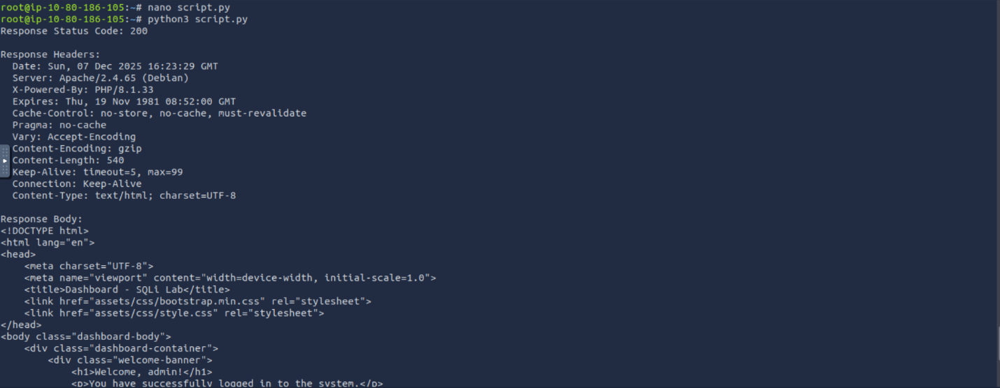 root@ip-10-80-186-105:~# nano script.py
root@ip-10-80-186-105:~# python3 script.py
Response Status Code: 200
Response Headers:
  Date: Sun, 07 Dec 2025 16:23:29 GMT
  Server: Apache/2.4.65 (Debian)
  X-Powered-By: PHP/8.1.33
  Expires: Thu, 19 Nov 1981 08:52:00 GMT
  Cache-Control: no-store, no-cache, must-revalidate
  Pragma: no-cache
  Vary: Accept-Encoding
  Content-Encoding: gzip
  Content-Length: 540
  Keep-Alive: timeout=5, max=99
  Connection: Keep-Alive
  Content-Type: text/html; charset=UTF-8
Response Body:
<!DOCTYPE html>
<html lang="en">
<head>
    <meta charset="UTF-8">
    <meta name="viewport" content="width=device-width, initial-scale=1.0">
    <title>Dashboard - SQLi Lab</title>
    <link href="assets/css/bootstrap.min.css" rel="stylesheet">
    <link href="assets/css/style.css" rel="stylesheet">
</head>
<body class="dashboard-body">
    <div class="dashboard-container">
        <div class="welcome-banner">
            <h1>Welcome, admin!</h1>
            <p>You have successfully logged in to the system.</p>